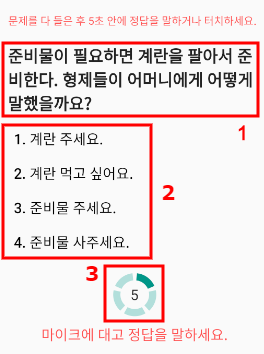 문제를 다 들은 후 5초 안에 정답을 말하거나 터치하세요.
준비물이 필요하면 계란을 팔아서 준
비한다. 형제들이 어머니에게 어떻게
말했을까요?
1
1. 계란 주세요.
2. 계란 먹고 싶어요.
3. 준비물 주세요.
4. 준비물 사주세요.
2
3
5
마이크에 대고 정답을 말하세요.